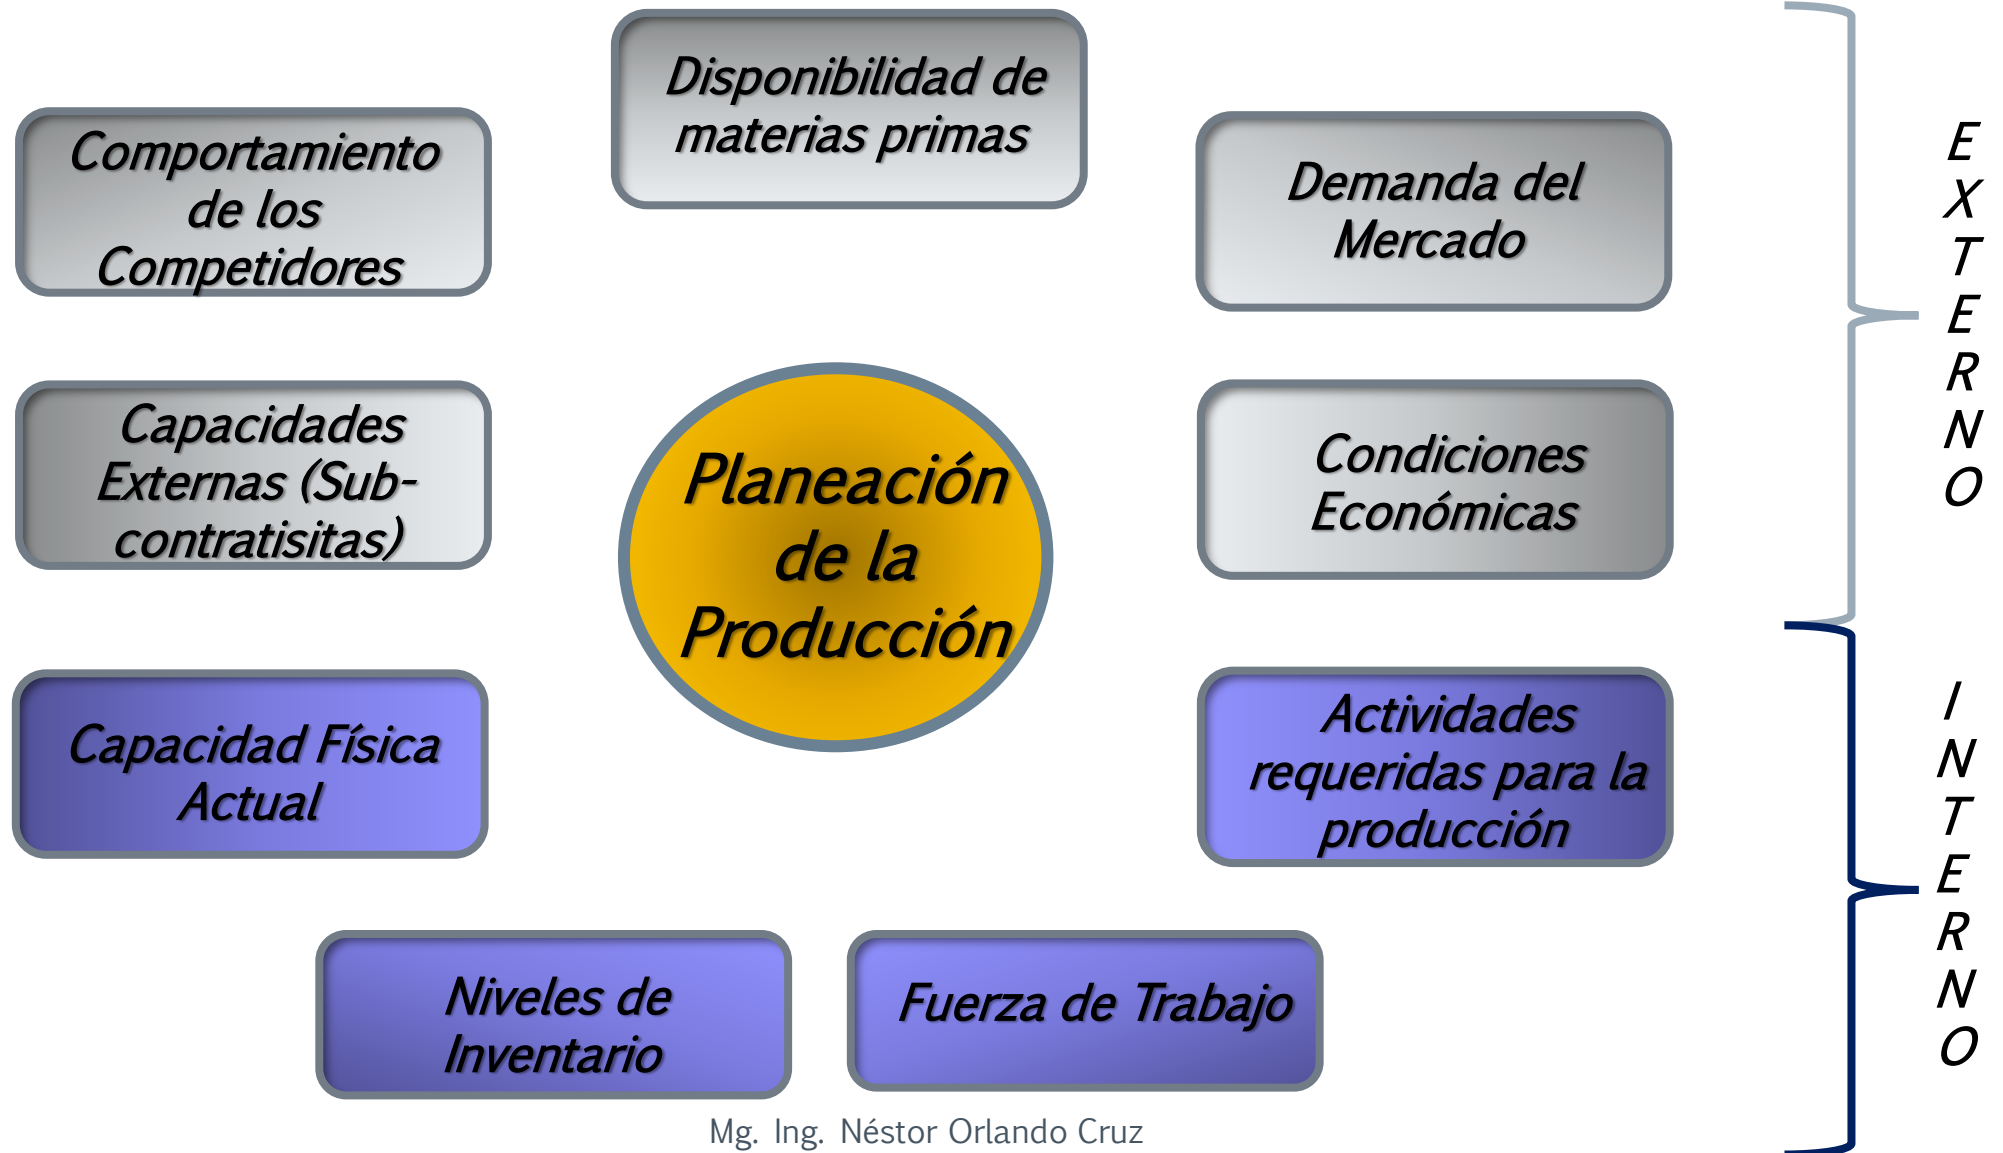 Disponibilidad de
materias primas
Comportamiento
de los
Competidores
Demanda del
Mercado
Capacidades
Externas (Sub-
contratisitas)
Planeación
de la
Producción
Condiciones
Económicas
Capacidad Física
Actual
Actividades
requeridas para la
producción
Niveles de
Inventario
Fuerza de Trabajo
E
X
T
E
R
N
O
I
N
T
E
R
N
O
Mg. Ing. Néstor Orlando Cruz